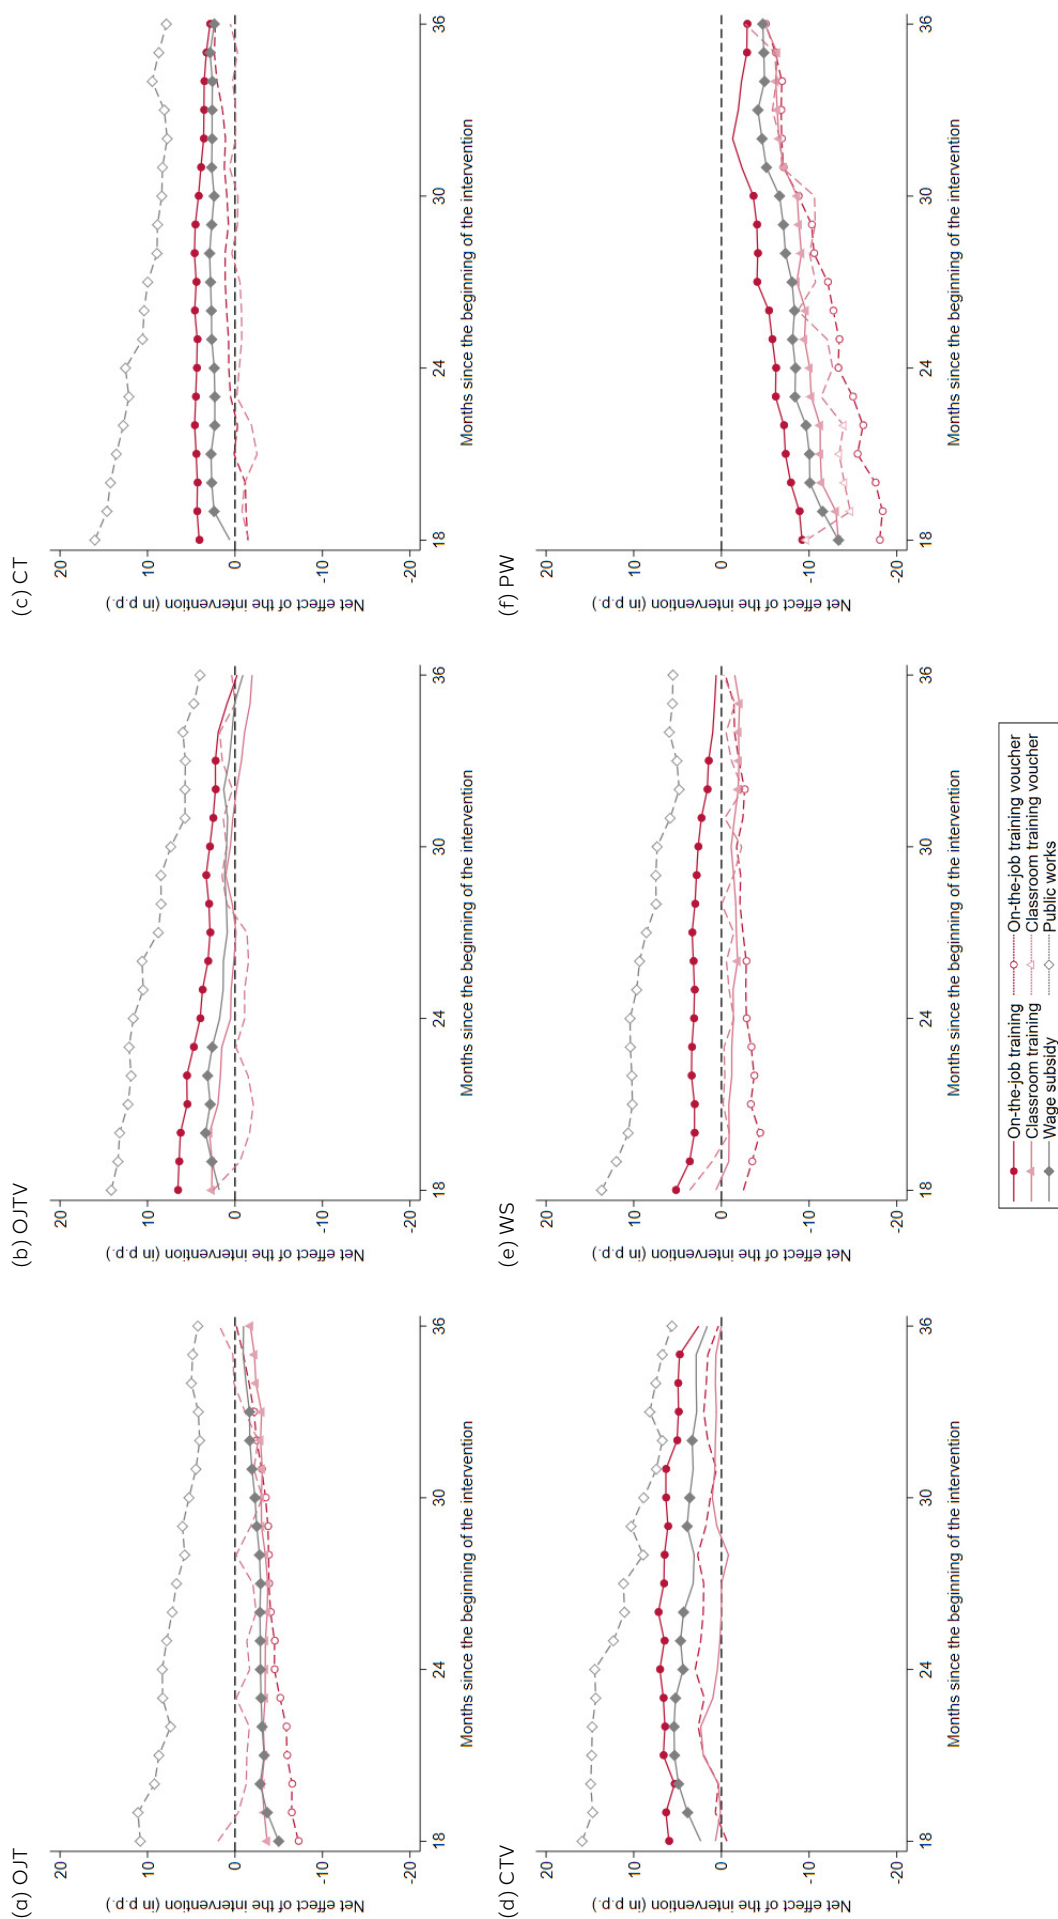 (a) OJT
20
10
0
-10
-20
Net effect of the intervention (in p.p.)
18
24
30
36
Months since the beginning of the intervention
(b) OJTV
20
10
0
-10
-20
Net effect of the intervention (in p.p.)
18
24
30
36
Months since the beginning of the intervention
(c) CT
20
10
0
-10
-20
Net effect of the intervention (in p.p.)
18
24
30
36
Months since the beginning of the intervention
(d) CTV
20
10
0
-10
-20
Net effect of the intervention (in p.p.)
18
24
30
36
Months since the beginning of the intervention
(e) WS
20
10
0
-10
-20
Net effect of the intervention (in p.p.)
18
24
30
36
Months since the beginning of the intervention
(f) PW
20
10
0
-10
-20
Net effect of the intervention (in p.p.)
18
24
30
36
Months since the beginning of the intervention
On-the-job training
On-the-job training voucher
Classroom training
Classroom training voucher
Wage subsidy
Public works